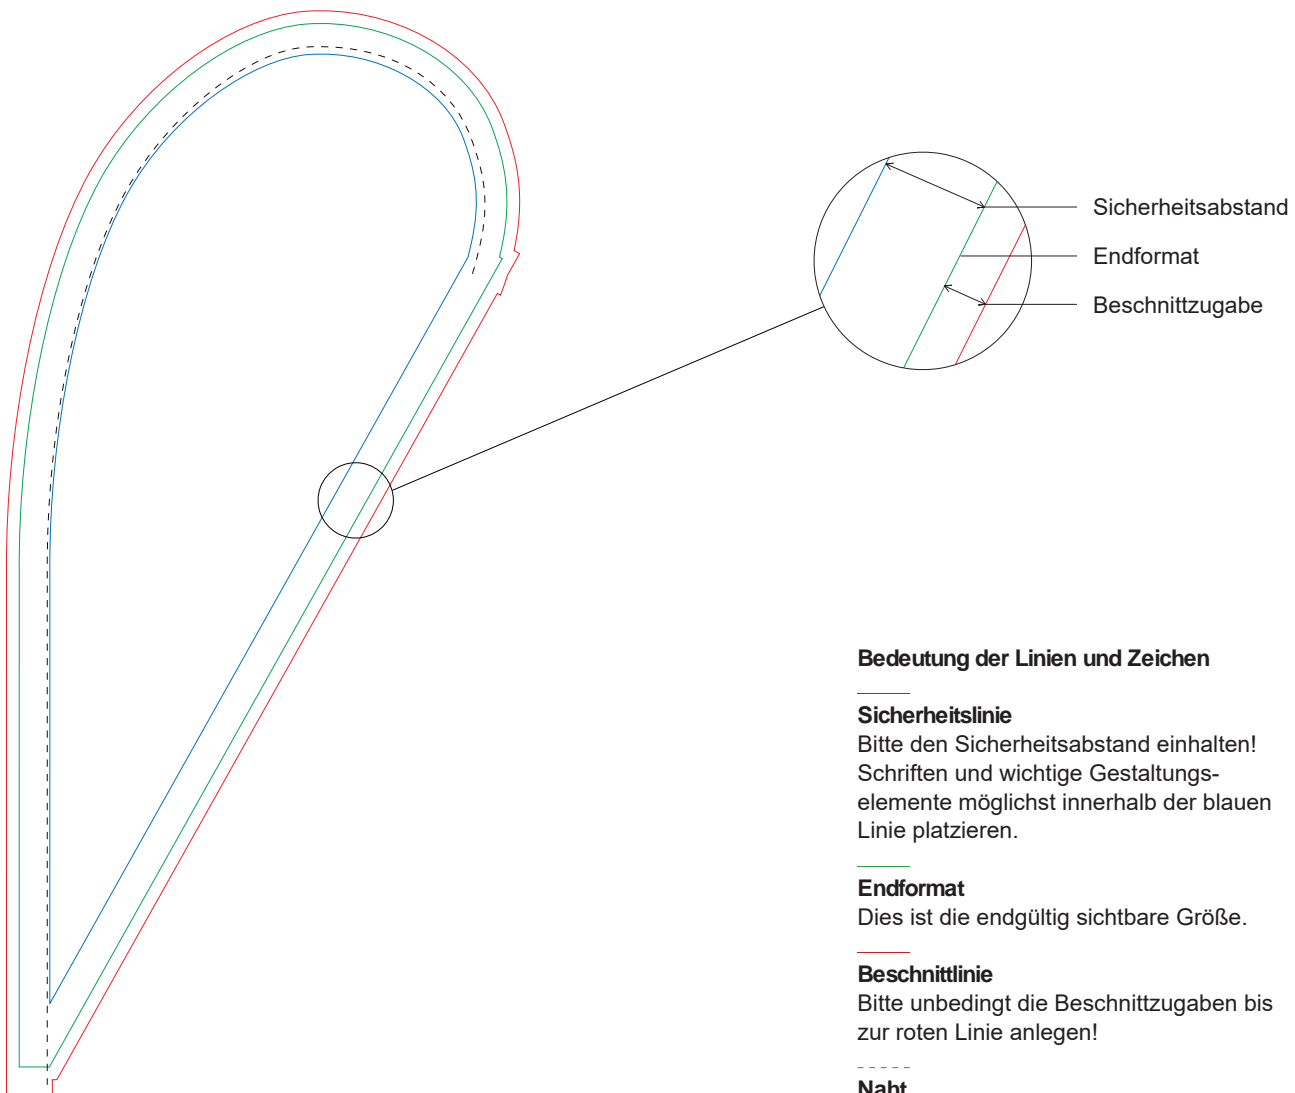 Sicherheitsabstand
Endformat
Beschnittzugabe
Bedeutung der Linien und Zeichen
Sicherheitslinie
Bitte den Sicherheitsabstand einhalten!
Schriften und wichtige Gestaltungs-
elemente möglichst innerhalb der blauen
Linie platzieren.
Endformat
Dies ist die endgültig sichtbare Größe.
Beschnittlinie
Bitte unbedingt die Beschnittzugaben bis
zur roten Linie anlegen!
Naht